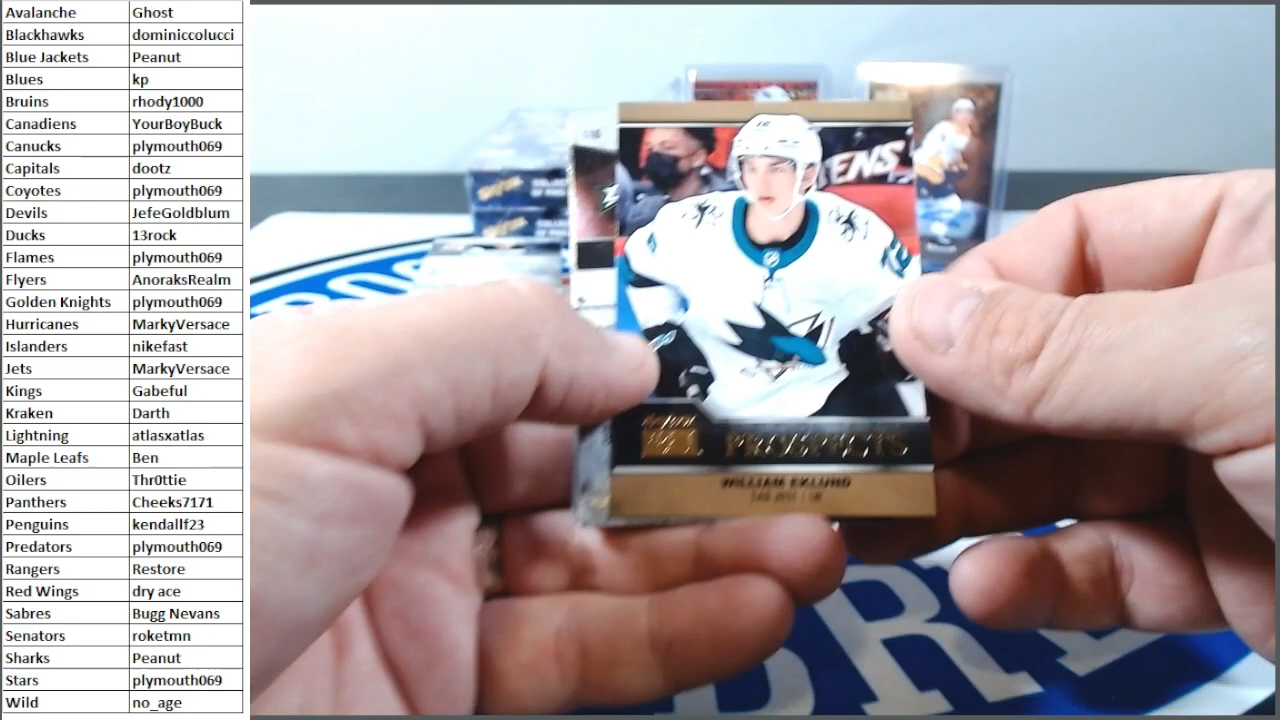 Avalanche Ghost
Blackhawks dominiccolucci
Blue Jackets Peanut
Blues kp
Bruins rhody1000
Canadiens YourBoyBuck
Canucks plymouth069
Capitals dootz
Coyotes plymouth069
Devils JefeGoldblum
Ducks 13rock
Flames plymouth069
Flyers AnoraksRealm
Golden Knights plymouth069
Hurricanes MarkyVersace
Islanders nikefast
Jets MarkyVersace
Kings Gabeful
Kraken Darth
Lightning atlasxatlas
Maple Leafs Ben
Oilers Thr0ttie
Panthers Cheeks7171
Penguins kendallf23
Predators plymouth069
Rangers Restore
Red Wings dry ace
Sabres Bugg Nevans
Senators roketmn
Sharks Peanut
Stars plymouth069
Wild no_age
ENS
PROSPECTS
WILLIAM EKLUND